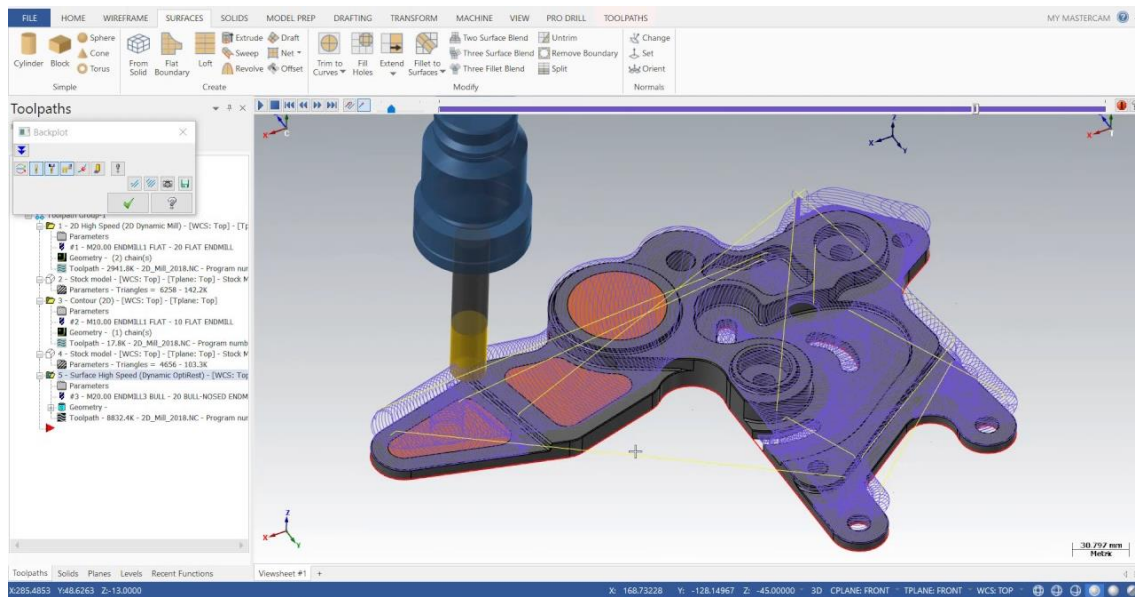 FILE HOME WIREFRAME SURFACES SOLIDS MODEL PREP DRAFTING TRANSFORM MACHINE VIEW PRO DRILL TOOLPATHS MY MASTERCAM
Cylinder Block Sphere
Cone
Torus
Simple
From Solid Flat Boundary Loft Extrude Draft
Sweep Net
Revolve Offset
Create
Trim to Curves Fill Holes Extend Fillet to Surfaces Two Surface Blend Untrim
Three Surface Blend Remove Boundary
Three Fillet Blend Split
Modify
Change
Set
Orient
Normals
Toolpaths
Backplot
Toolpath Group1
1 - 2D High Speed (2D Dynamic Mill) - [WCS: Top] - [Tp
Parameters
#1 - M20.00 ENDMILL1 FLAT - 20 FLAT ENDMILL
Geometry - (2) chain(s)
Toolpath - 2941.8K - 2D_Mill_2018.NC - Program num
2 - Stock model - [WCS: Top] - [Tplane: Top] - Stock M
Parameters - Triangles = 6258 - 142.2K
3 - Contour (2D) - [WCS: Top] - [Tplane: Top]
Parameters
#2 - M10.00 ENDMILL1 FLAT - 10 FLAT ENDMILL
Geometry - (1) chain(s)
Toolpath - 17.8K - 2D_Mill_2018.NC - Program numb
4 - Stock model - [WCS: Top] - [Tplane: Top] - Stock M
Parameters - Triangles = 4656 - 103.3K
5 - Surface High Speed (Dynamic OptiRest) - [WCS: Top
Parameters
#3 - M20.00 ENDMILL3 BULL - 20 BULL-NOSED ENDM
Geometry -
Toolpath - 8832.4K - 2D_Mill_2018.NC - Program nur
X C
Z
X Y
X T
Z
X Y
30.797 mm
Metrik
Toolpaths Solids Planes Levels Recent Functions Viewsheet #1 +
X:285.4853 Y:48.6263 Z:-13.0000 X: 168.73228 Y: -128.14967 Z: -45.00000 3D CPLANE: FRONT TPLANE: FRONT WCS: TOP